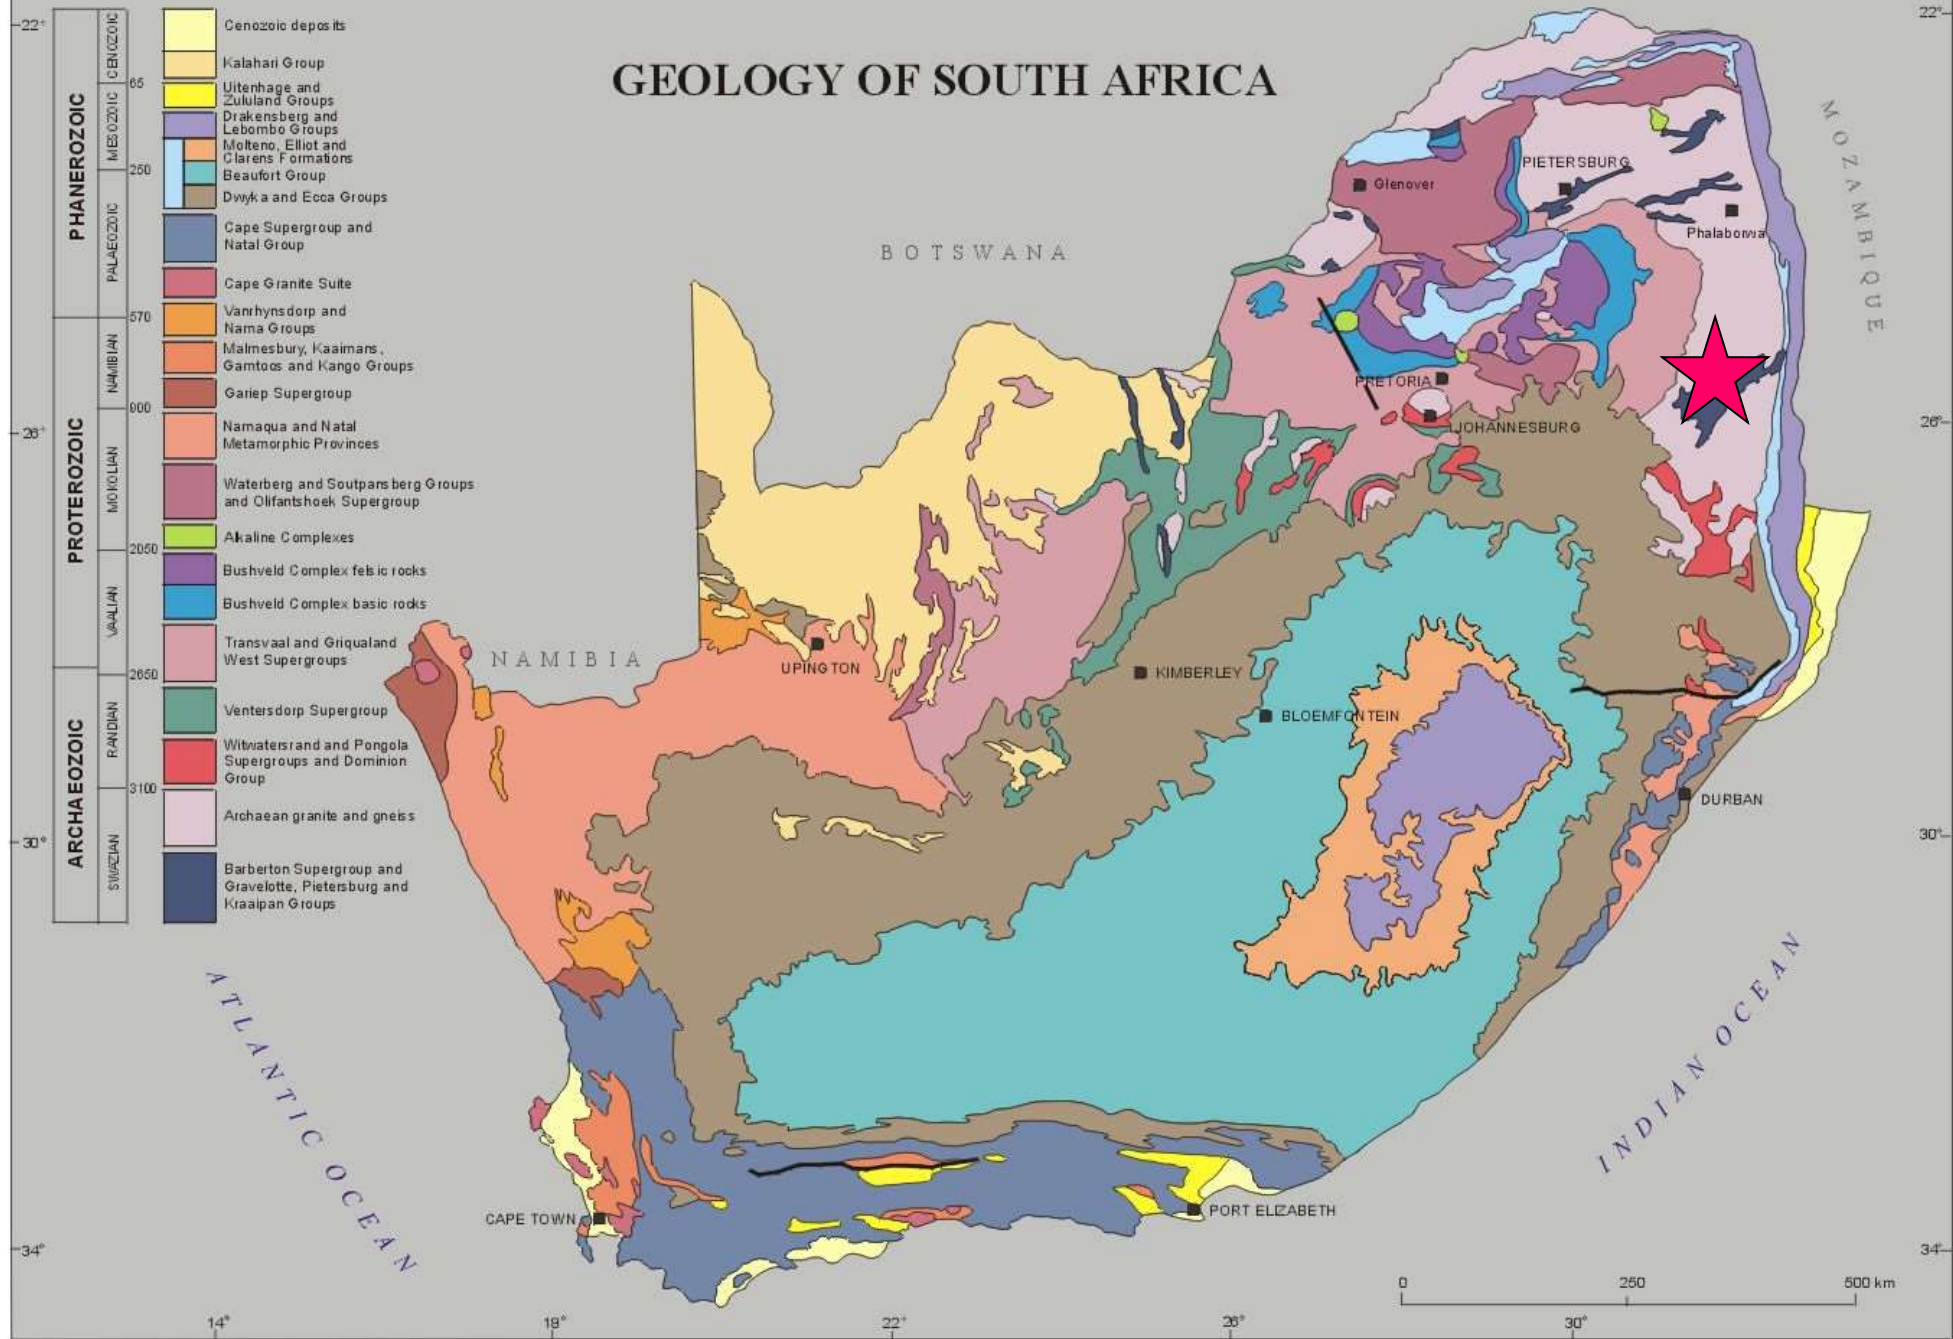 GEOLOGY OF SOUTH AFRICA
PHANEROZOIC
PROTEROZOIC
ARCHAEOZOIC
CENOZOIC
MESOZOIC
PALAEOZOIC
NAMIBIAN
MOKOLIAN
VAALIAN
RANDIAN
SWAZIAN
65
250
570
900
2050
2650
3100
Cenozoic deposits
Kalahari Group
Uitenhage and
Zululand Groups
Drakensberg and
Lebombo Groups
Molteno, Elliot and
Clarens Formations
Beaufort Group
Dwyka and Ecca Groups
Cape Supergroup and
Natal Group
Cape Granite Suite
Vanrhynsdorp and
Nama Groups
Malmesbury, Kaaimans,
Gamtoos and Kango Groups
Gariep Supergroup
Namaqua and Natal
Metamorphic Provinces
Waterberg and Soutpansberg Groups
and Olifantshoek Supergroup
Alkaline Complexes
Bushveld Complex felsic rocks
Bushveld Complex basic rocks
Transvaal and Griqualand
West Supergroups
Ventersdorp Supergroup
Witwatersrand and Pongola
Supergroups and Dominion
Group
Archaean granite and gneiss
Barberton Supergroup and
Gravelotte, Pietersburg and
Kraaipan Groups
22°
26°
30°
34°
22°
26°
30°
34°
14°
18°
22°
26°
30°
BOTSWANA
MOZAMBIQUE
NAMIBIA
PIETERSBURG
Glenover
Phalaborwa
PRETORIA
JOHANNESBURG
UPINGTON
KIMBERLEY
BLOEMFONTEIN
DURBAN
CAPE TOWN
PORT ELIZABETH
ATLANTIC OCEAN
INDIAN OCEAN
0 250 500 km